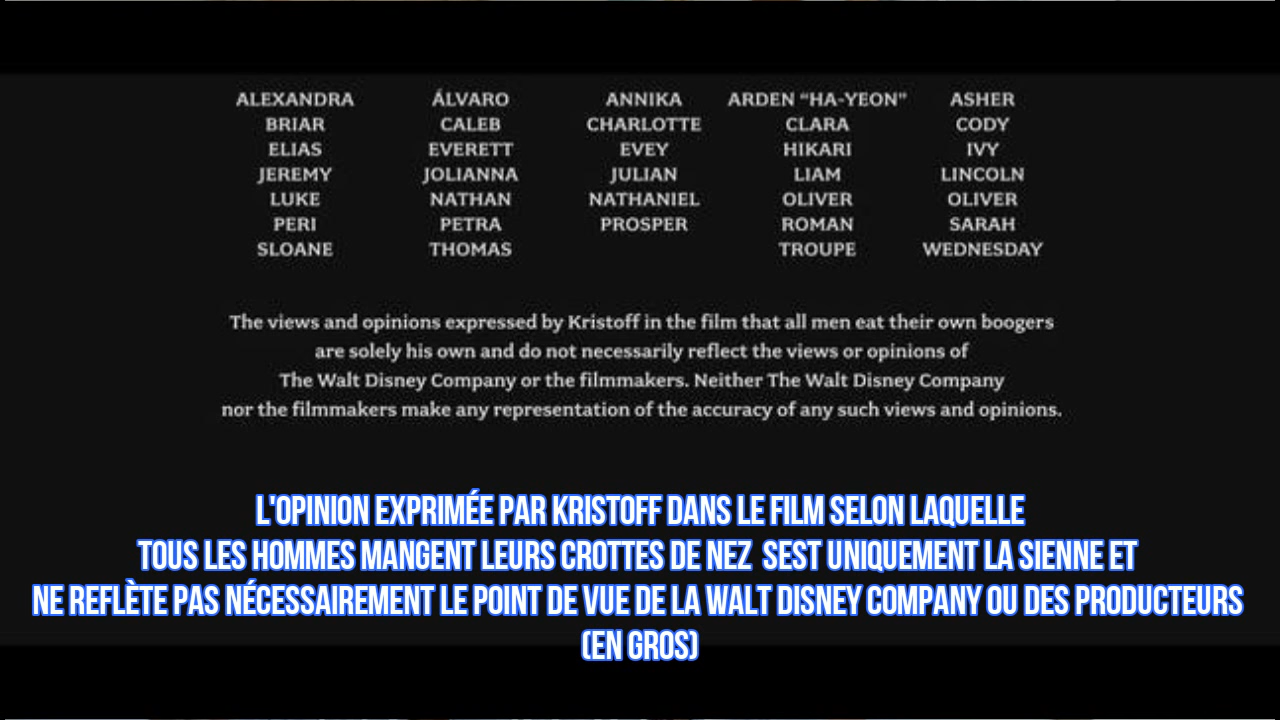 ALEXANDRA ÁLVARO ANNIKA ARDEN “HA-YEON” ASHER
BRIAR CALEB CHARLOTTE CLARA CODY
ELIAS EVERETT EVEY HIKARI IVY
JEREMY JOLIANNA JULIAN LIAM LINCOLN
LUKE NATHAN NATHANIEL OLIVER OLIVER
PERI PETRA PROSPER ROMAN SARAH
SLOANE THOMAS TROUPE WEDNESDAY
The views and opinions expressed by Kristoff in the film that all men eat their own boogers
are solely his own and do not necessarily reflect the views or opinions of
The Walt Disney Company or the filmmakers. Neither The Walt Disney Company
nor the filmmakers make any representation of the accuracy of any such views and opinions.
L'OPINION EXPRIMÉE PAR KRISTOFF DANS LE FILM SELON LAQUELLE
TOUS LES HOMMES MANGENT LEURS CROTTES DE NEZ SEST UNIQUEMENT LA SIENNE ET
NE REFLÈTE PAS NÉCESSAIREMENT LE POINT DE VUE DE LA WALT DISNEY COMPANY OU DES PRODUCTEURS
(EN GROS)